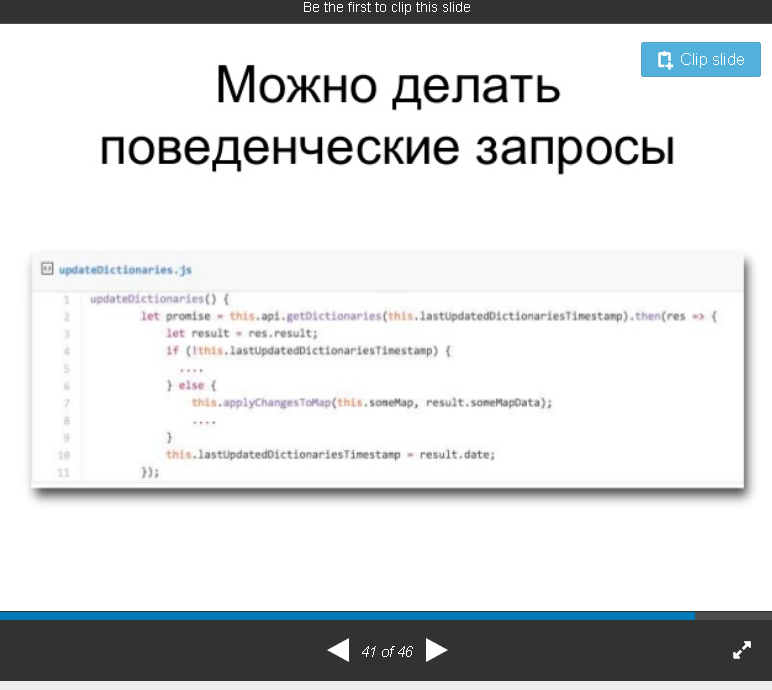 Be the first to clip this slide
Clip slide
Можно делать
поведенческие запросы
updateDictionaries.js
1 updateDictionaries() {
2 let promise = this.api.getDictionaries(this.lastUpdatedDictionariesTimestamp).then(res => {
3 let result = res.result;
4 if (!this.lastUpdatedDictionariesTimestamp) {
5 ....
6 } else {
7 this.applyChangesToMap(this.someMap, result.someMapData);
8 ....
9 }
10 this.lastUpdatedDictionariesTimestamp = result.date;
11 });
41 of 46